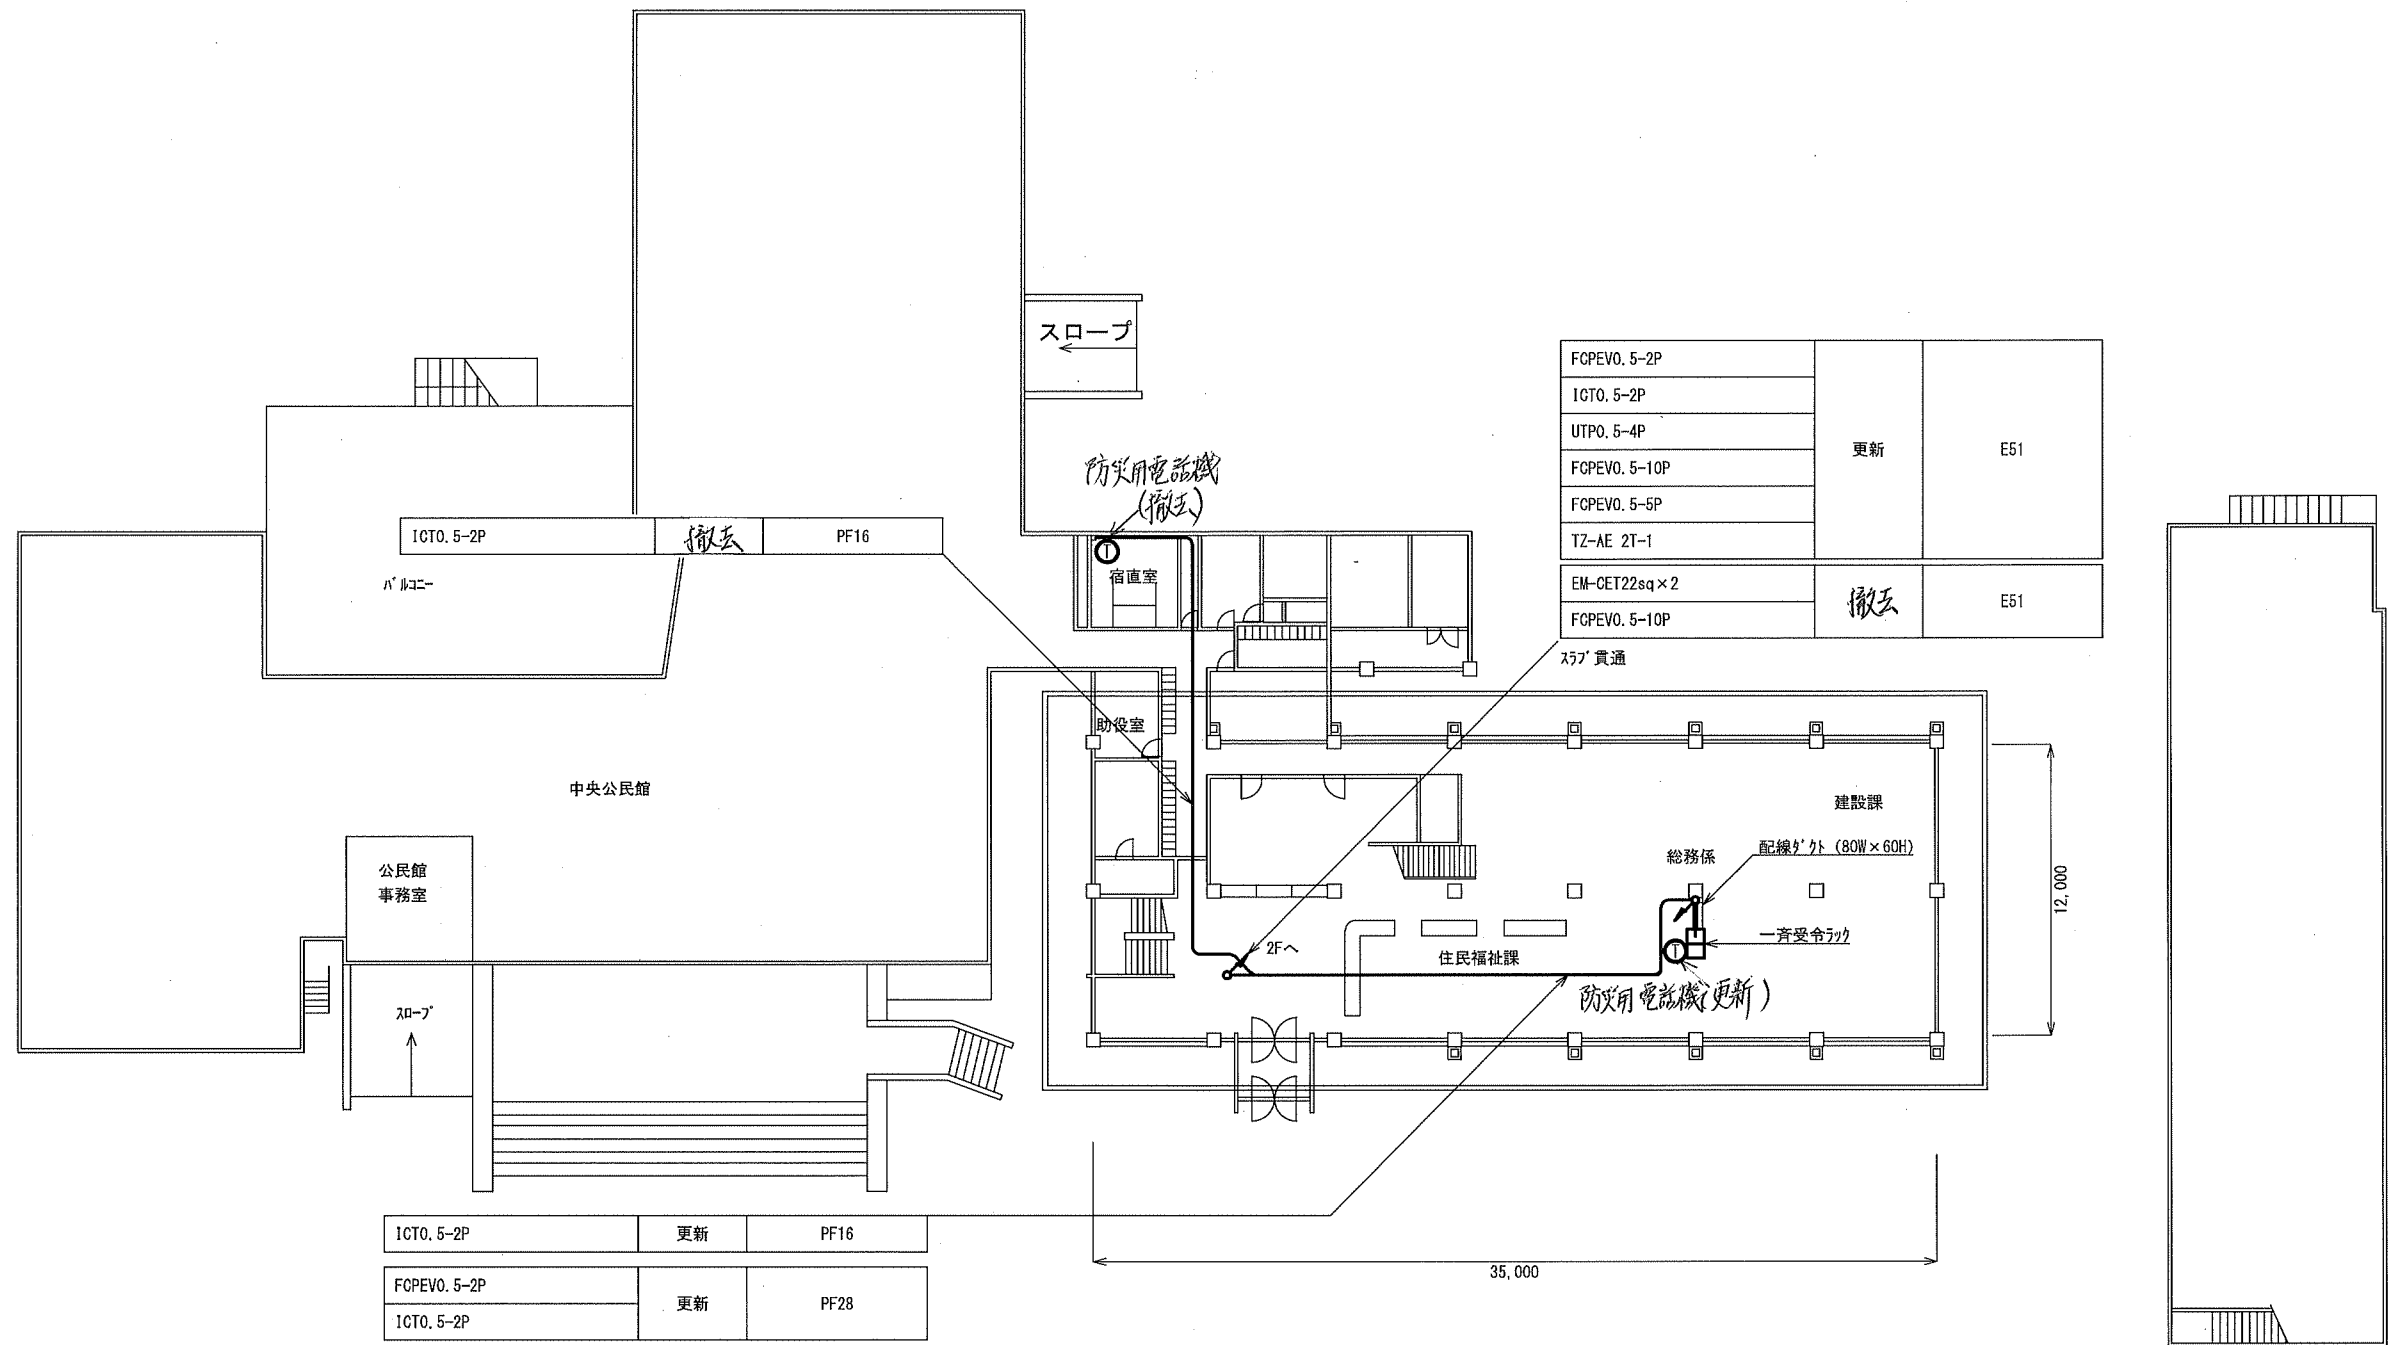 スロープ
FCPEV0.5-2P
ICT0.5-2P
UTP0.5-4P
FCPEV0.5-10P
FCPEV0.5-5P
TZ-AE 2T-1
更新
E51
EM-CET22sq×2
FCPEV0.5-10P
撤去
E51
スラブ貫通
防災用電話機
(撤去)
ICT0.5-2P
撤去
PF16
T
宿直室
バルコニー
助役室
中央公民館
建設課
配線ダクト (80W×60H)
総務係
公民館
事務室
12,000
一斉受令ラック
2Fへ
住民福祉課
T
防災用電話機(更新)
スロープ
ICT0.5-2P
更新
PF16
35,000
FCPEV0.5-2P
ICT0.5-2P
更新
PF28